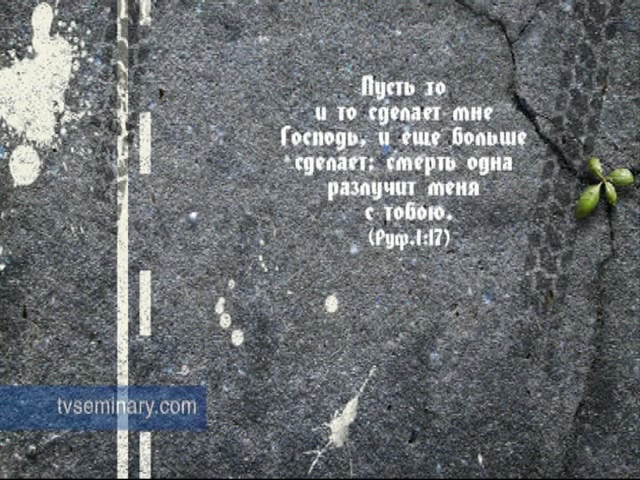 Пусть то
и то сделает мне
Господь, и еще больше
сделает; смерть одна
разлучит меня
с тобою.
(Руф.1:17)
tvseminary.com